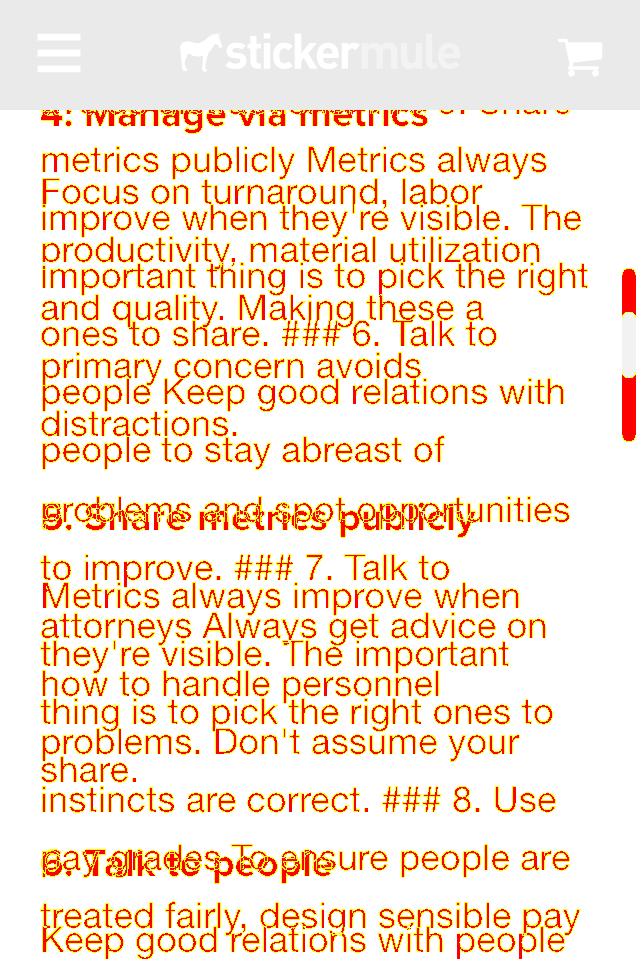 stickermule
4: Manage via metrics
metrics publicly Metrics always
Focus on turnaround, labor
improve when they're visible. The
productivity, material utilization
important thing is to pick the right
and quality. Making these a
ones to share. ### 6. Talk to
primary concern avoids
people Keep good relations with
distractions.
people to stay abreast of
problems and spot opportunities
5. Share metrics publicly
to improve. ### 7. Talk to
Metrics always improve when
attorneys Always get advice on
they're visible. The important
how to handle personnel
thing is to pick the right ones to
problems. Don't assume your
share.
instincts are correct. ### 8. Use
pay grades To ensure people are
6. Talk to people
treated fairly, design sensible pay
Keep good relations with people